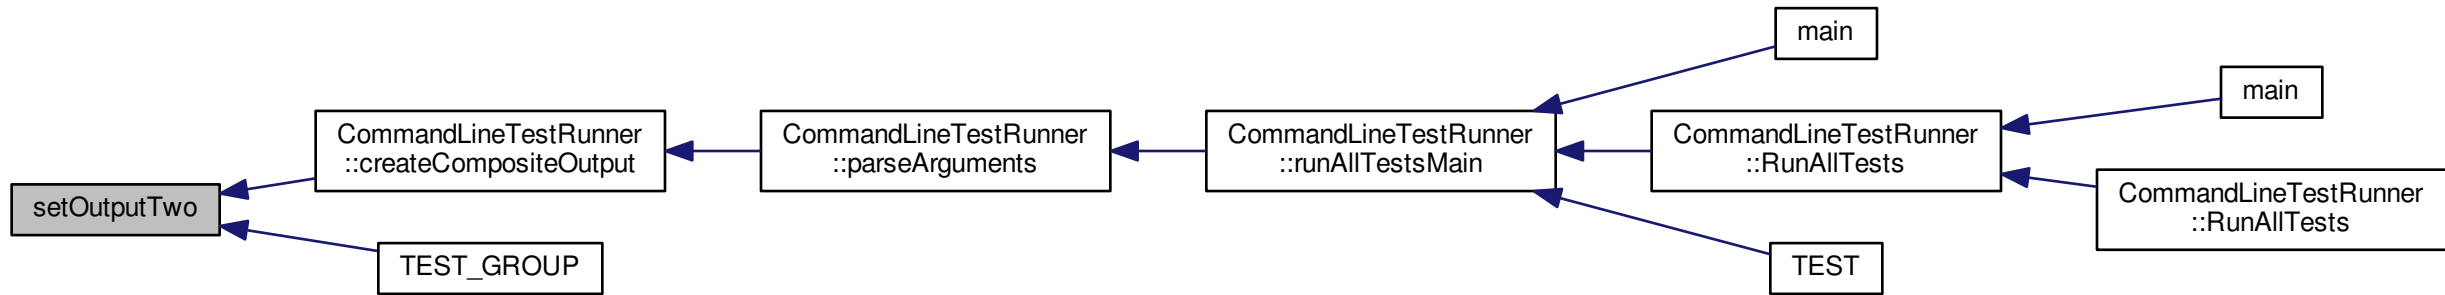 setOutputTwo
CommandLineTestRunner
::createCompositeOutput
TEST_GROUP
CommandLineTestRunner
::parseArguments
CommandLineTestRunner
::runAllTestsMain
main
CommandLineTestRunner
::RunAllTests
TEST
main
CommandLineTestRunner
::RunAllTests